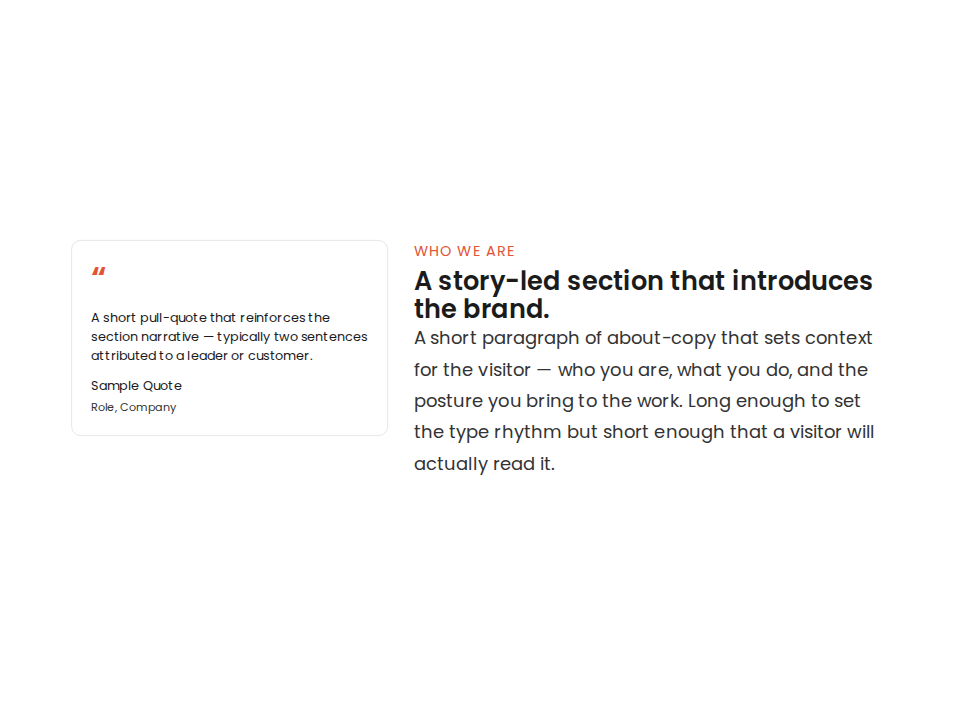 “
A short pull-quote that reinforces the
section narrative — typically two sentences
attributed to a leader or customer.
Sample Quote
Role, Company
WHO WE ARE
A story-led section that introduces
the brand.
A short paragraph of about-copy that sets context
for the visitor — who you are, what you do, and the
posture you bring to the work. Long enough to set
the type rhythm but short enough that a visitor will
actually read it.